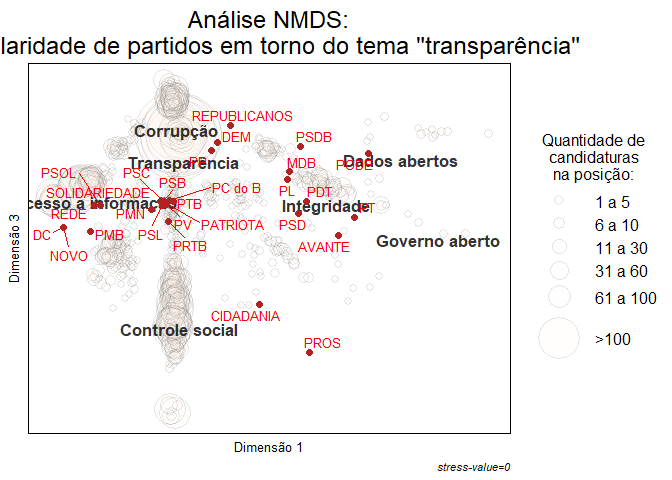 Análise NMDS:
laridade de partidos em torno do tema "transparência"
REPUBLICANOS
Corrupção
DEM
PSDB
Transparência
MDB
Dados abertos
PODE
PSOL
PSC
PSB
PC do B
PL
PDT
SOLIDARIEDADE
cesso a informação
PTB
Integridade
PT
REDE
PMN
PATRIOTA
PSD
DC
PMB
PSL
PV
AVANTE
Governo aberto
NOVO
PRTB
CIDADANIA
Controle social
PROS
Dimensão 3
Dimensão 1
stress-value=0
Quantidade de
candidaturas
na posição:
1 a 5
6 a 10
11 a 30
31 a 60
61 a 100
>100